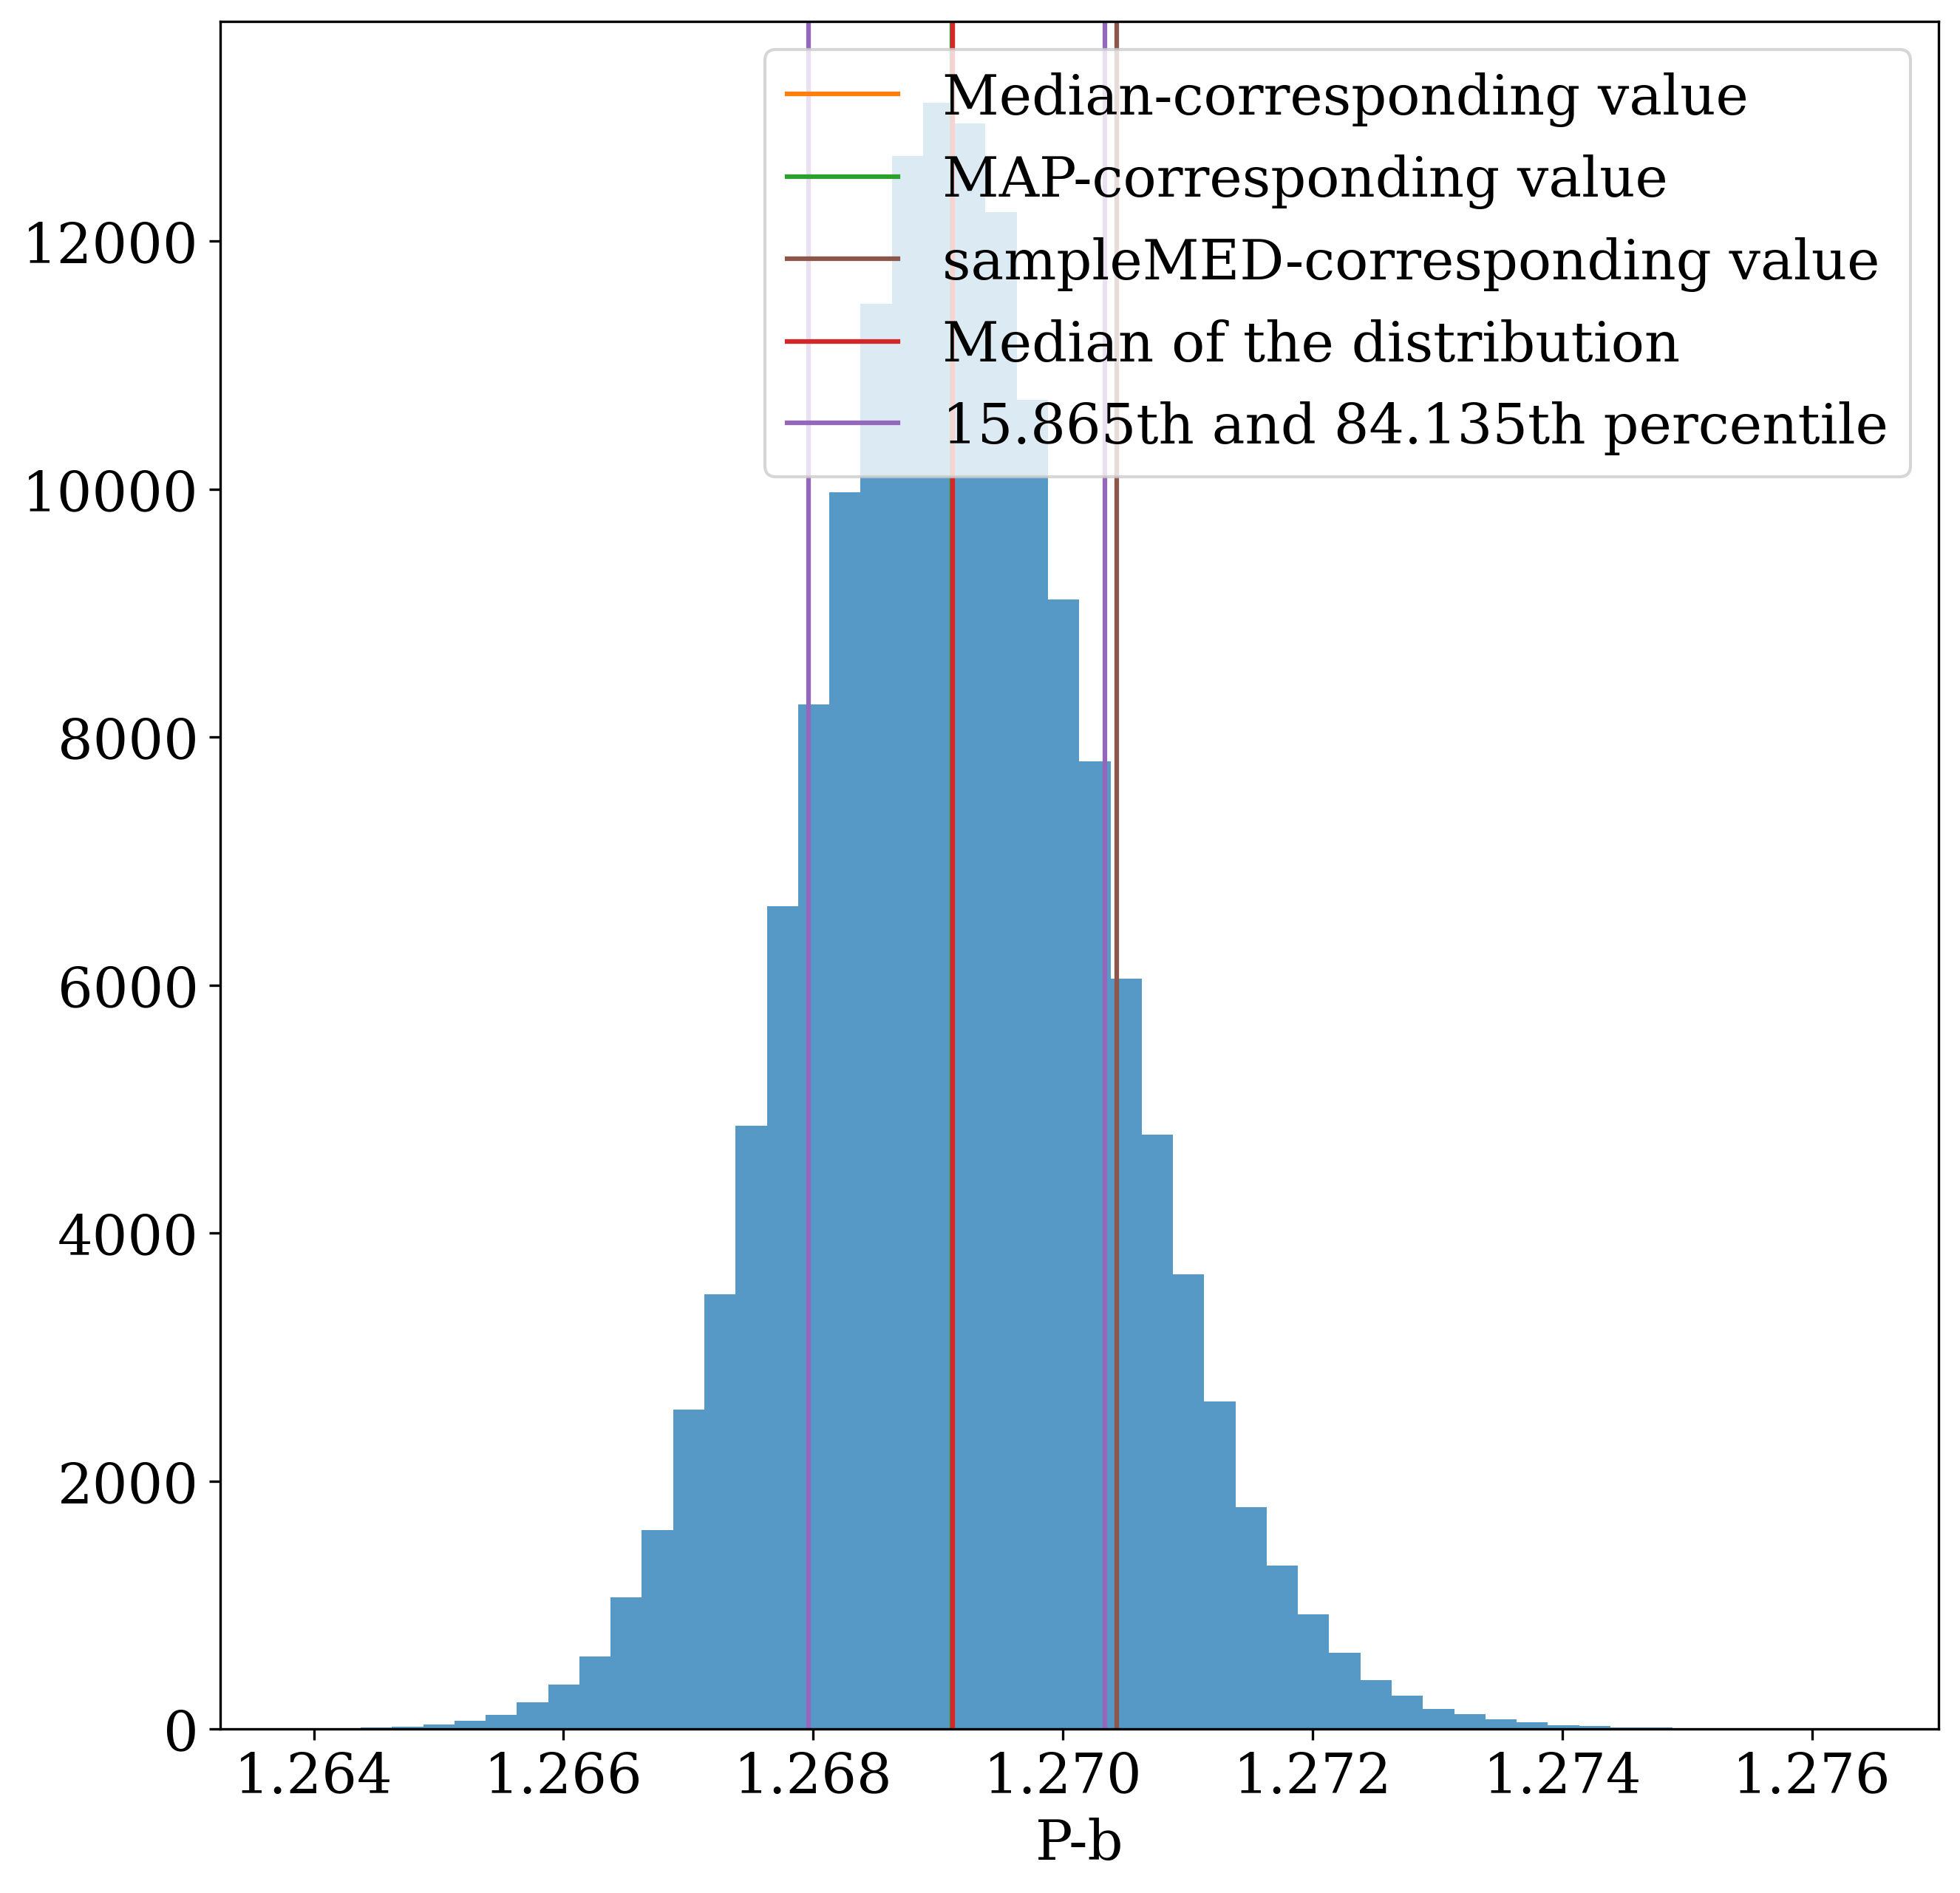 Median-corresponding value
MAP-corresponding value
sampleMED-corresponding value
Median of the distribution
15.865th and 84.135th percentile
12000
10000
8000
6000
4000
2000
0
1.264 1.266 1.268 1.270 1.272 1.274 1.276
P-b